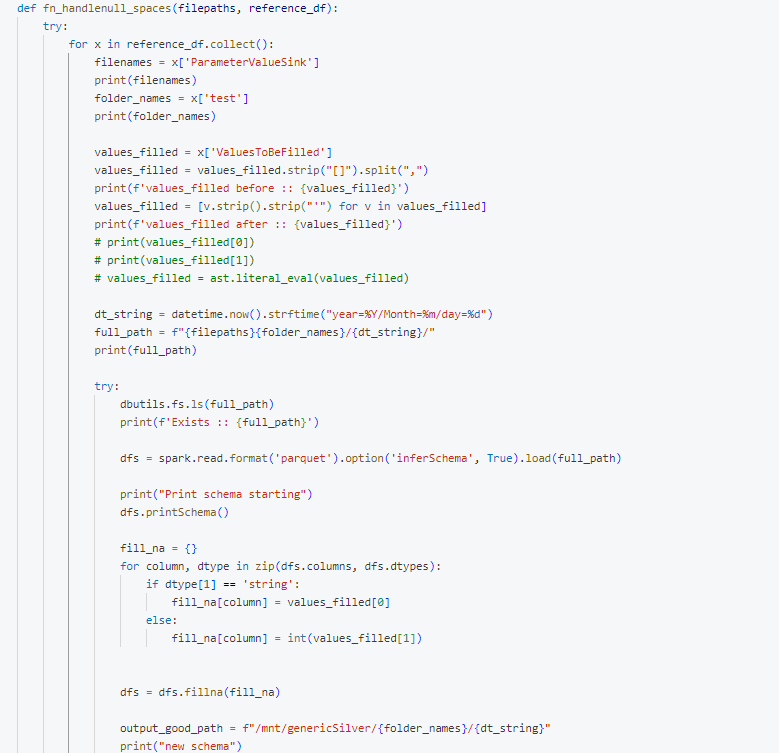 def fn_handlenull_spaces(filepaths, reference_df):
    try:
        for x in reference_df.collect():
            filenames = x['ParameterValueSink']
            print(filenames)
            folder_names = x['test']
            print(folder_names)

            values_filled = x['ValuesToBeFilled']
            values_filled = values_filled.strip("[]").split(",")
            print(f'values_filled before :: {values_filled}')
            values_filled = [v.strip().strip("'") for v in values_filled]
            print(f'values_filled after :: {values_filled}')
            # print(values_filled[0])
            # print(values_filled[1])
            # values_filled = ast.literal_eval(values_filled)

            dt_string = datetime.now().strftime("year=%Y/Month=%m/day=%d")
            full_path = f"{filepaths}{folder_names}/{dt_string}/"
            print(full_path)

            try:
                dbutils.fs.ls(full_path)
                print(f'Exists :: {full_path}')

                dfs = spark.read.format('parquet').option('inferSchema', True).load(full_path)

                print("Print schema starting")
                dfs.printSchema()

                fill_na = {}
                for column, dtype in zip(dfs.columns, dfs.dtypes):
                    if dtype[1] == 'string':
                        fill_na[column] = values_filled[0]
                    else:
                        fill_na[column] = int(values_filled[1])


                dfs = dfs.fillna(fill_na)

                output_good_path = f"/mnt/genericSilver/{folder_names}/{dt_string}"
                print("new schema")